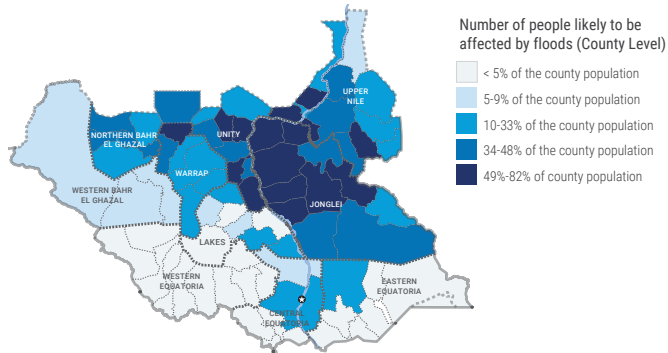 Number of people likely to be
affected by floods (County Level)
< 5% of the county population
5-9% of the county population
10-33% of the county population
34-48% of the county population
49%-82% of county population
UPPER
NILE
NORTHERN BAHR
EL GHAZAL
UNITY
WARRAP
WESTERN BAHR
EL GHAZAL
JONGLEI
LAKES
WESTERN
EQUATORIA
EASTERN
EQUATORIA
CENTRAL
EQUATORIA